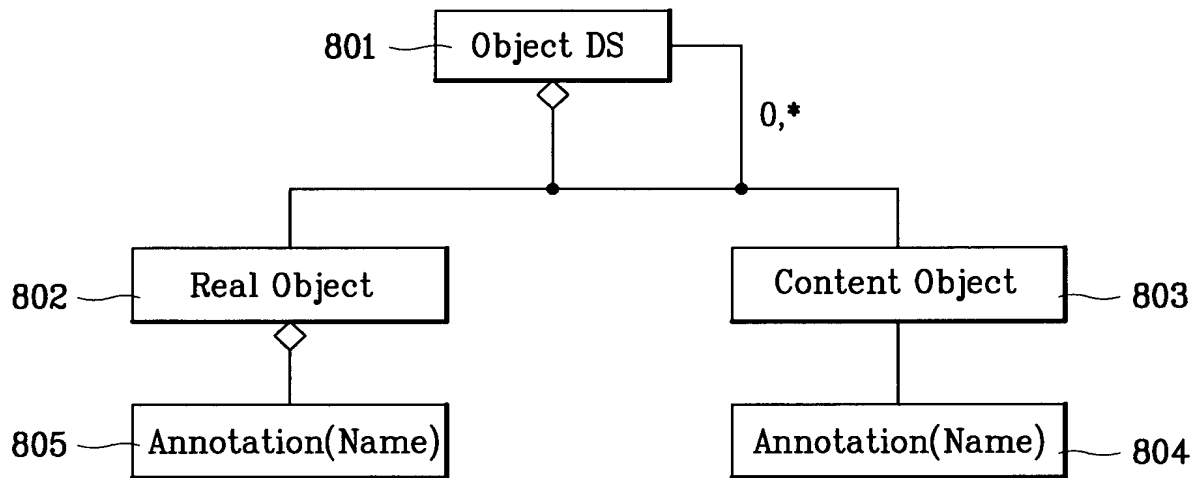 801 Object DS
0,*
802 Real Object
Content Object 803
805 Annotation(Name)
Annotation(Name) 804